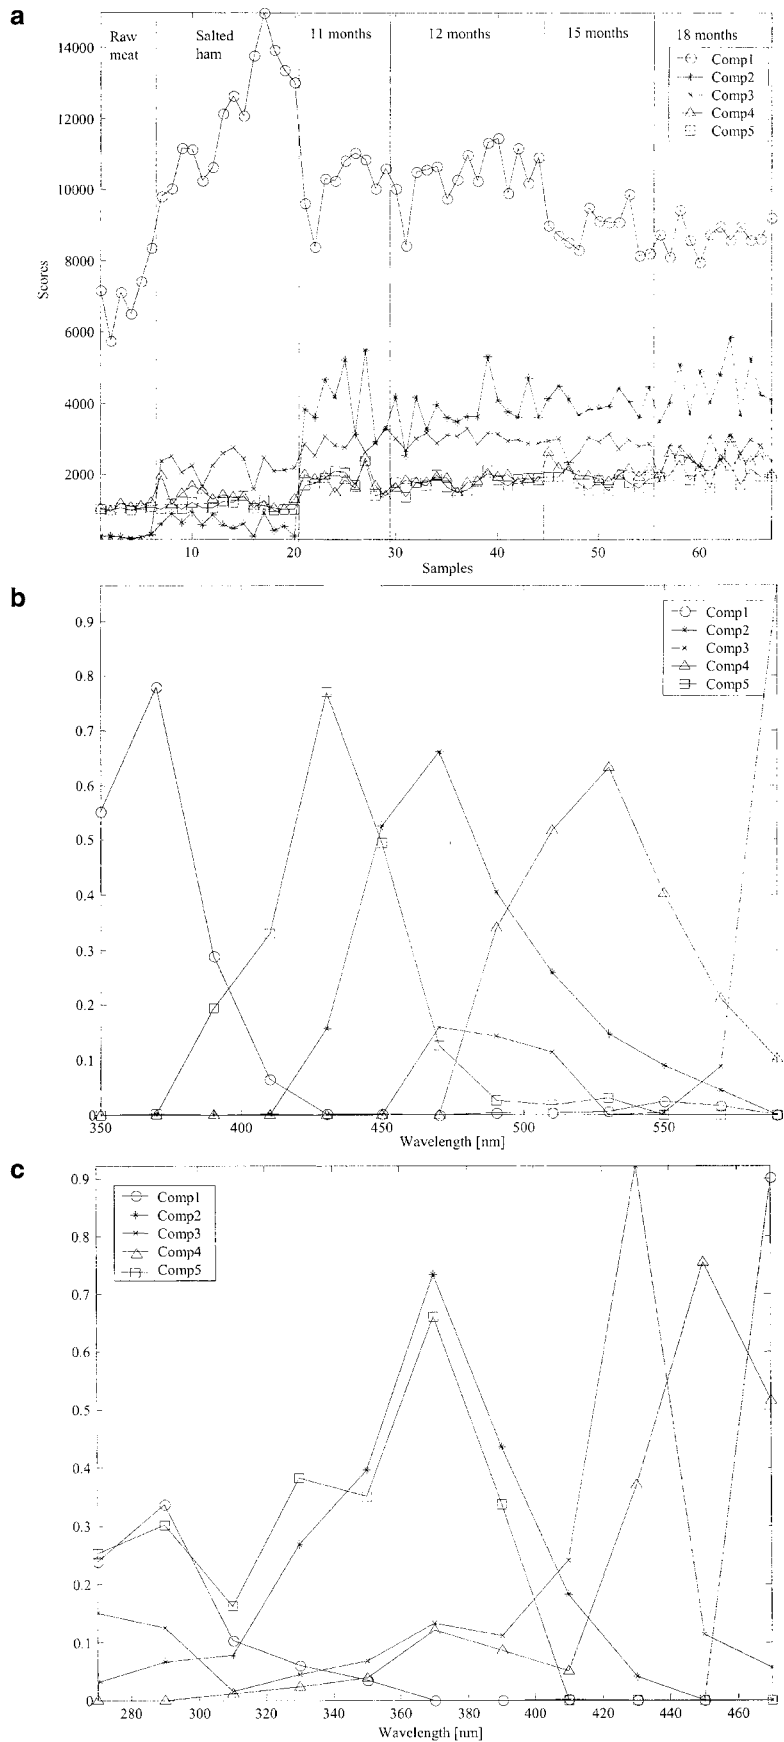 a
Raw meat
Salted ham
11 months
12 months
15 months
18 months
Comp1
Comp2
Comp3
Comp4
Comp5
14000
12000
10000
8000
6000
4000
2000
Scores
10 20 30 40 50 60
Samples
b
Comp1
Comp2
Comp3
Comp4
Comp5
0.9
0.8
0.7
0.6
0.5
0.4
0.3
0.2
0.1
0
350 400 450 500 550
Wavelength [nm]
c
Comp1
Comp2
Comp3
Comp4
Comp5
0.9
0.8
0.7
0.6
0.5
0.4
0.3
0.2
0.1
0
280 300 320 340 360 380 400 420 440 460
Wavelength [nm]